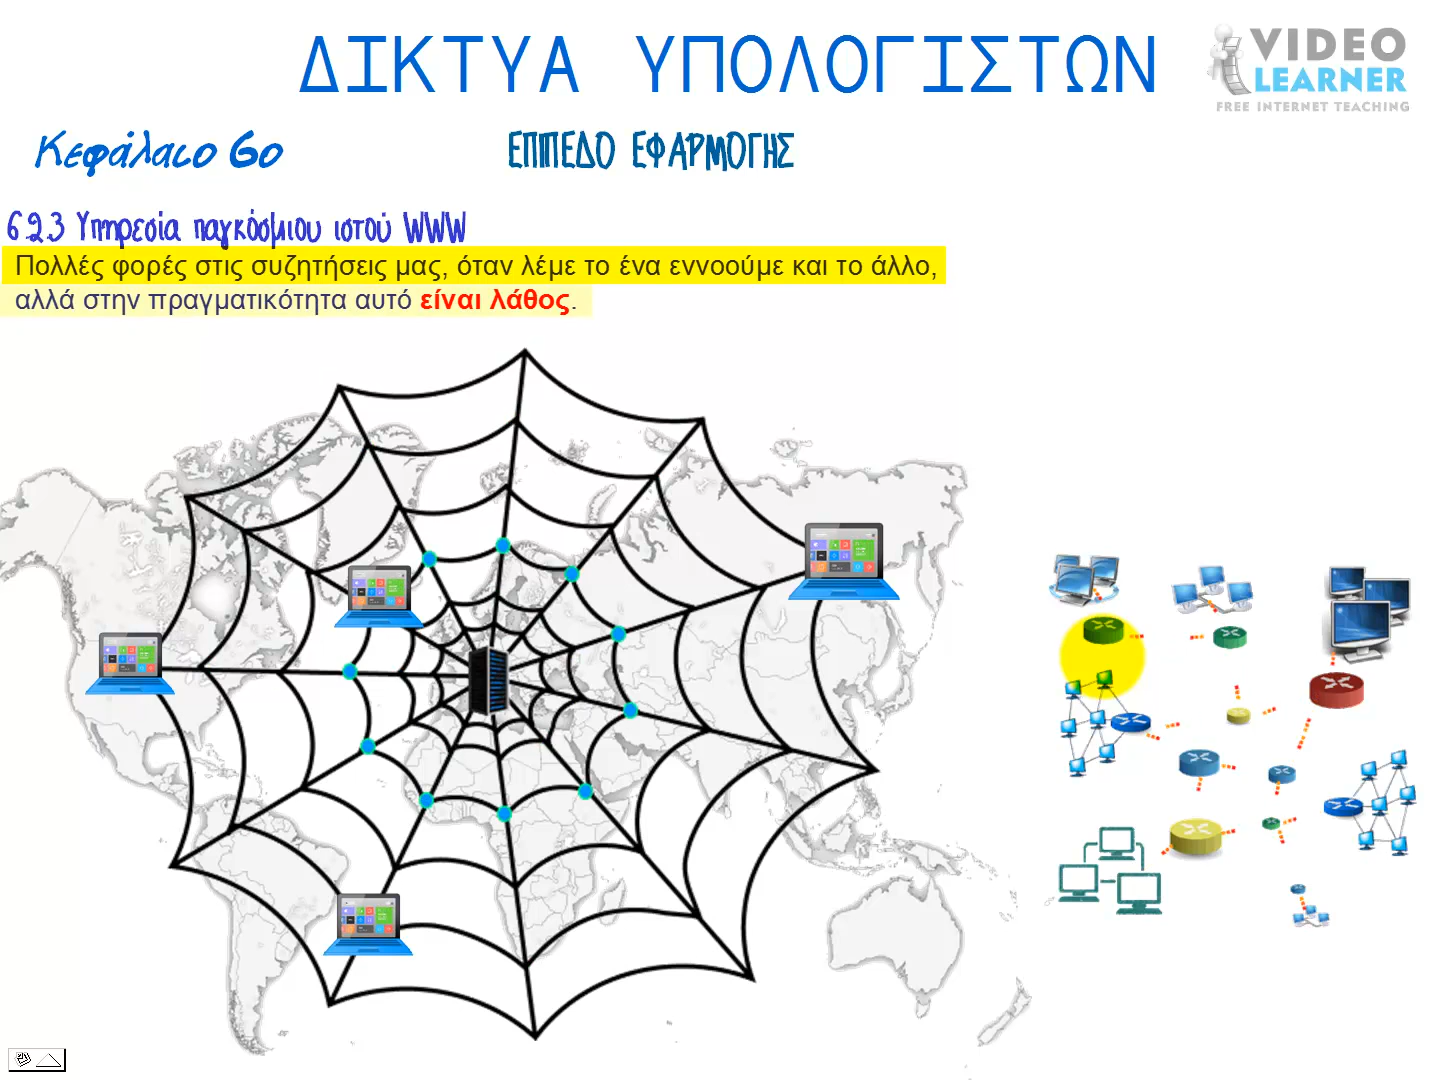 ΔΙΚΤΥΑ ΥΠΟΛΟΓΙΣΤΩΝ
VIDEO
LEARNER
FREE INTERNET TEACHING
Κεφάλαιο 6ο
ΕΠΙΠΕΔΟ ΕΦΑΡΜΟΓΗΣ
6.2.3 Υπηρεσία παγκόσμιου ιστού WWW
Πολλές φορές στις συζητήσεις μας, όταν λέμε το ένα εννοούμε και το άλλο,
αλλά στην πραγματικότητα αυτό είναι λάθος.